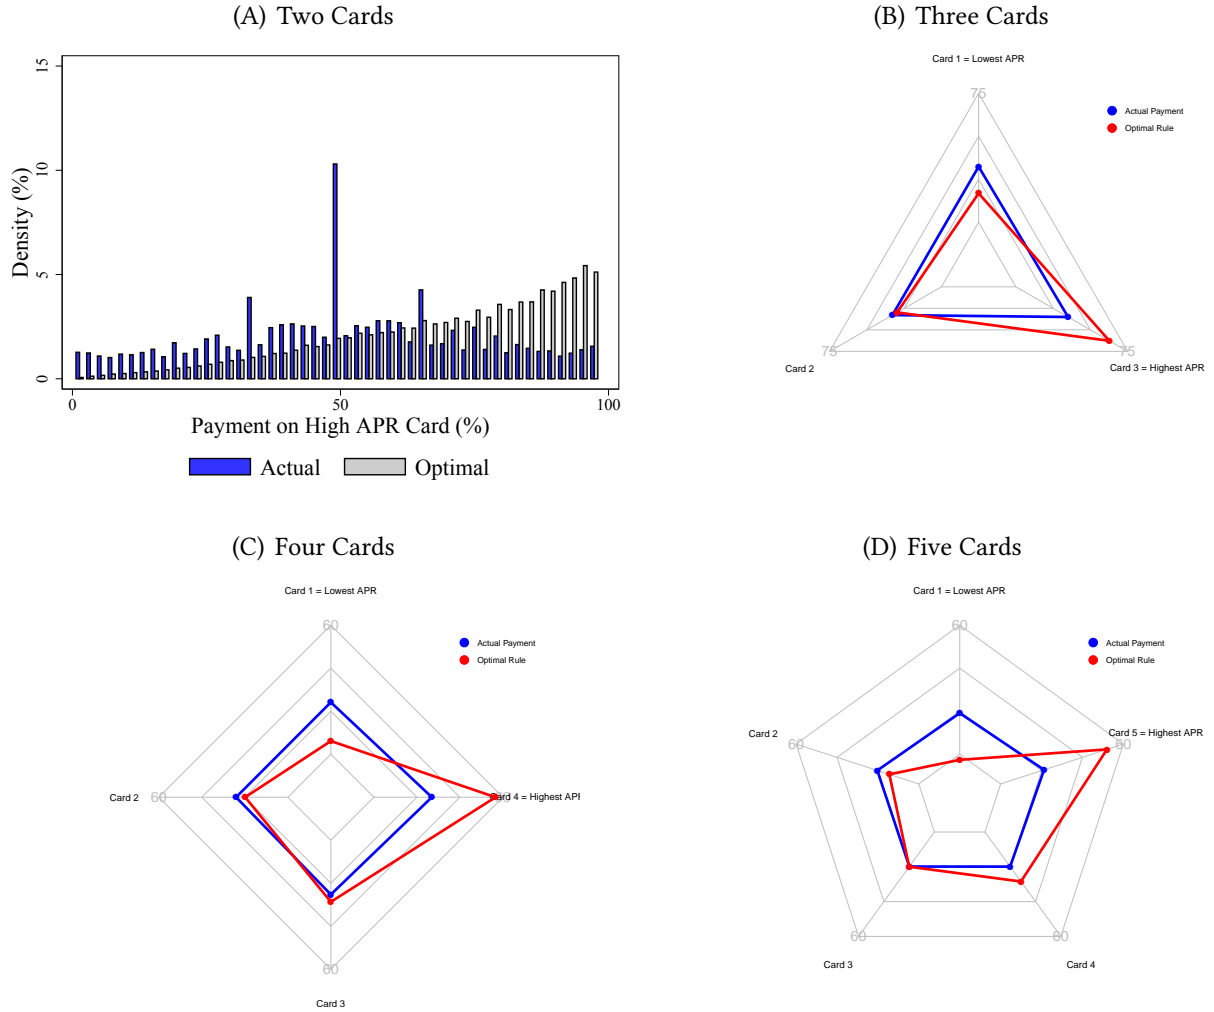 (A) Two Cards
15
10
5
0
Density (%)
0
50
100
Payment on High APR Card (%)
Actual
Optimal
(B) Three Cards
Card 1 = Lowest APR
75
Actual Payment
Optimal Rule
75
75
Card 2
Card 3 = Highest APR
(C) Four Cards
Card 1 = Lowest APR
60
Actual Payment
Optimal Rule
Card 2
60
Card 4 = Highest APR
60
Card 3
(D) Five Cards
Card 1 = Lowest APR
60
Actual Payment
Optimal Rule
Card 2
60
Card 5 = Highest APR
60
60
60
Card 3
Card 4